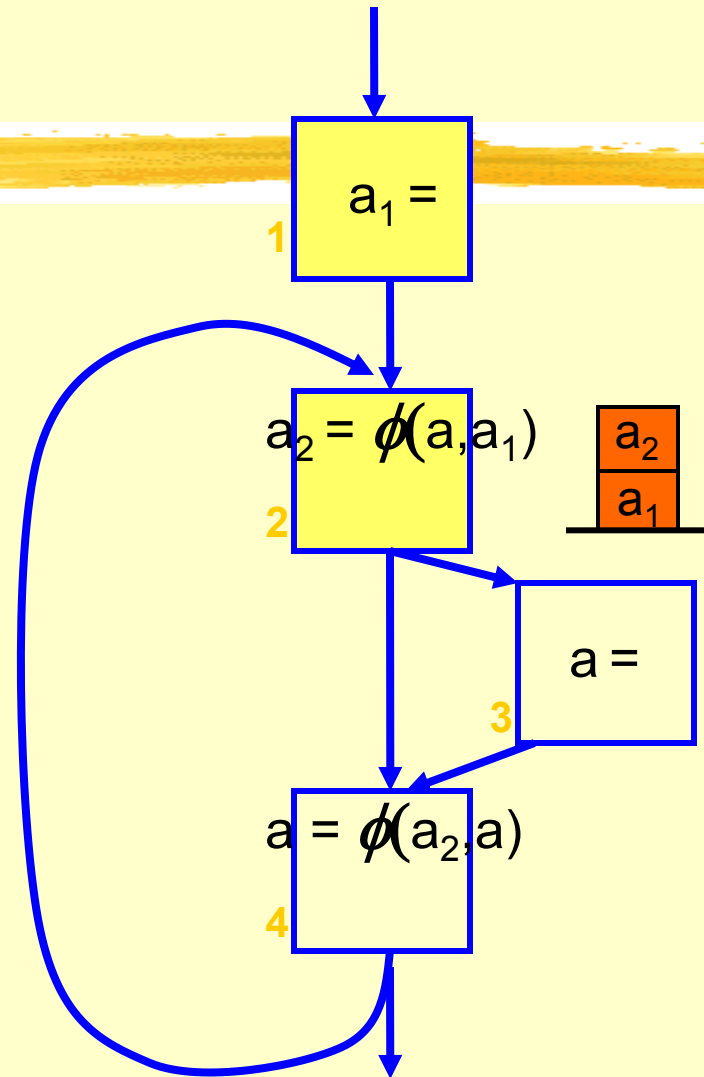 a₁ =
1
a₂ = ϕ(a,a₁)
2
a₂
a₁
a =
3
a = ϕ(a₂,a)
4